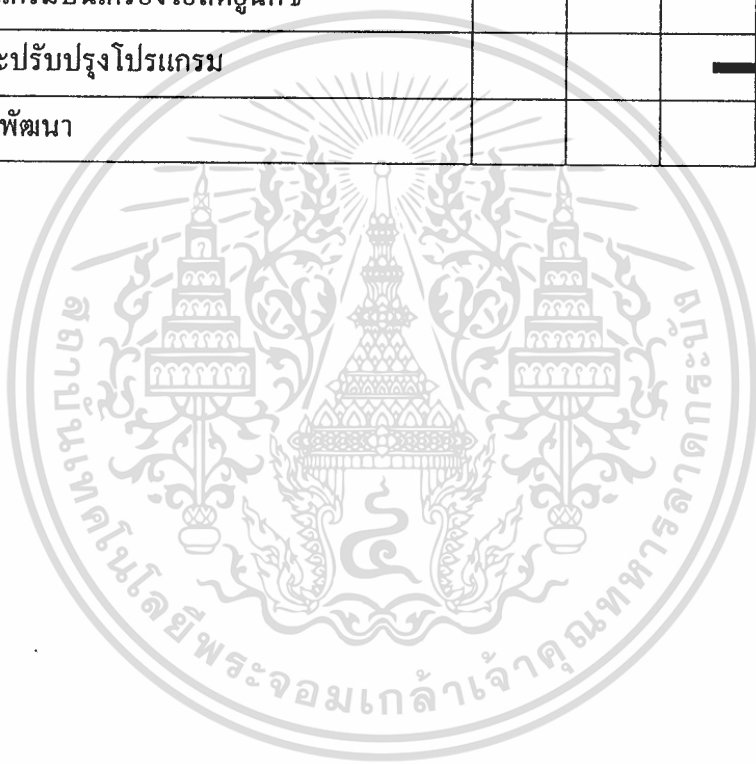 ะปรับปรุงโปรแกรม
พัฒนา
สถาบันเทคโนโลยีพระจอมเกล้าเจ้าคุณทหารลาดกระบัง
๔